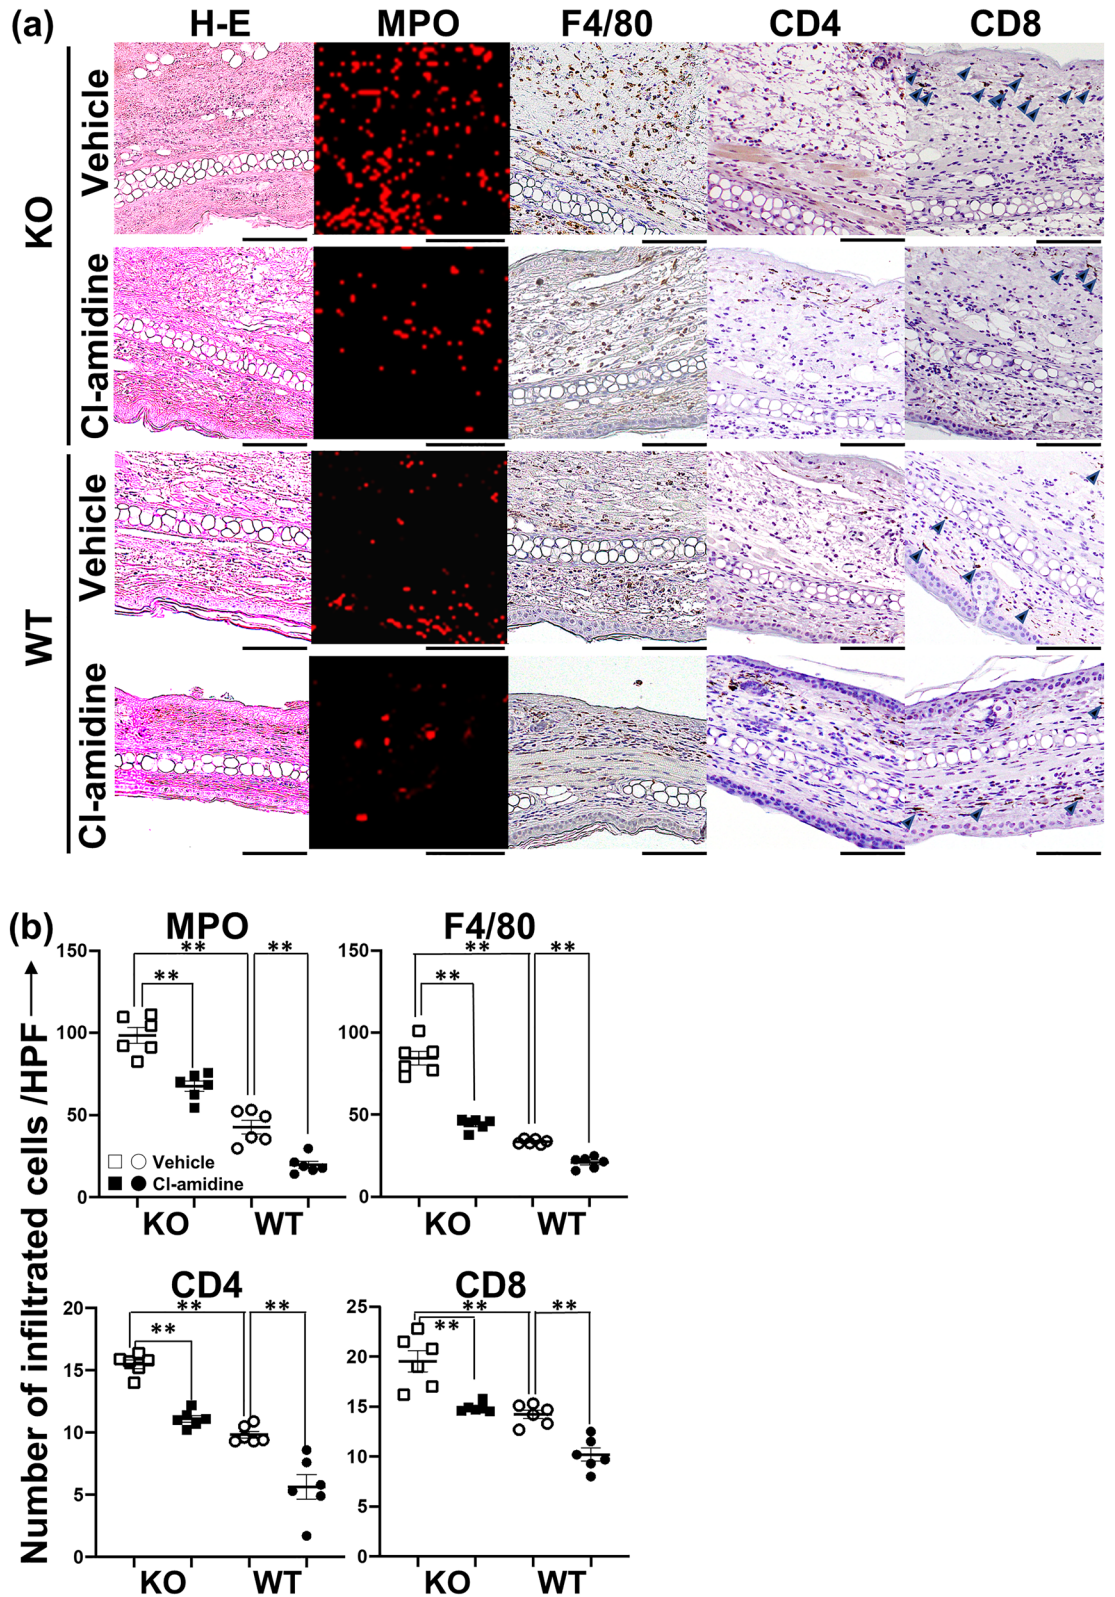 (a)
H-E MPO F4/80 CD4 CD8
KO
Vehicle
Cl-amidine
WT
Vehicle
Cl-amidine
(b)
Number of infiltrated cells /HPF
MPO
150
100
50
0
** ** **
Vehicle
Cl-amidine
KO WT
F4/80
150
100
50
0
** ** **
KO WT
CD4
20
15
10
5
0
** ** **
KO WT
CD8
25
20
15
10
5
0
** ** **
KO WT